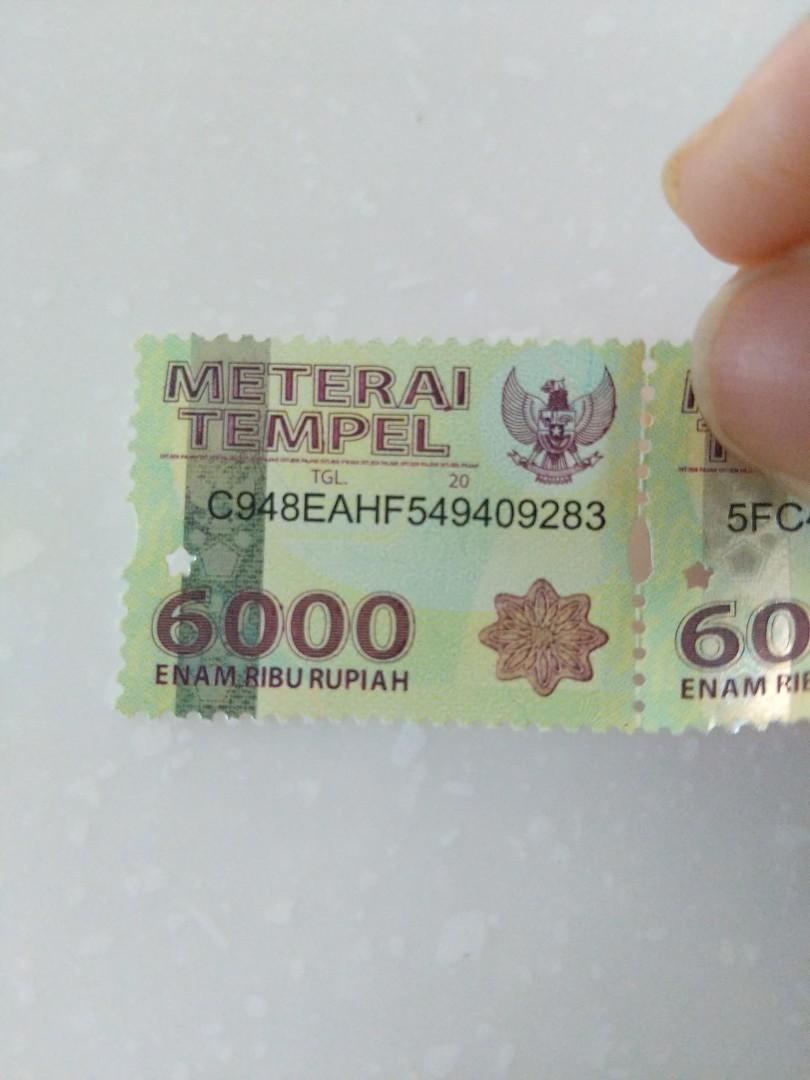 METERAI
TEMPEL
TGL. 20
C948EAHF549409283
6000
ENAM RIBU RUPIAH
5FC
60
ENAM RIB